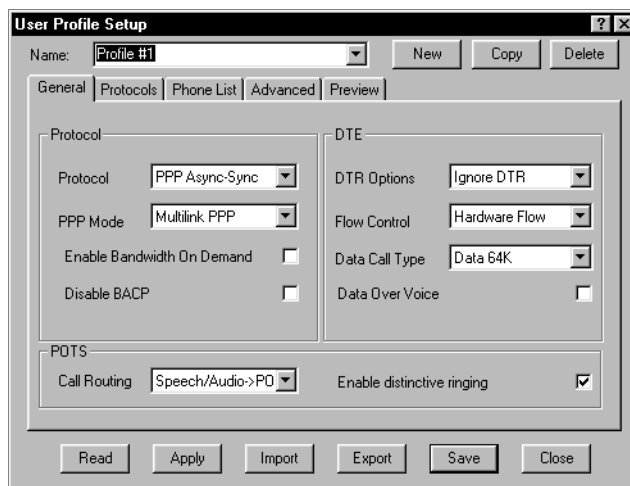 User Profile Setup
Name: Profile #1 New Copy Delete
General Protocols Phone List Advanced Preview
Protocol
Protocol PPP Async-Sync
PPP Mode Multilink PPP
Enable Bandwidth On Demand
Disable BACP
DTE
DTR Options Ignore DTR
Flow Control Hardware Flow
Data Call Type Data 64K
Data Over Voice
POTS
Call Routing Speech/Audio->PO Enable distinctive ringing
Read Apply Import Export Save Close